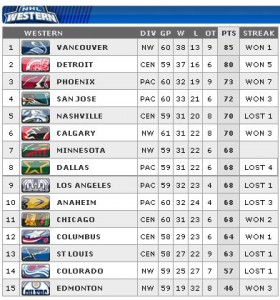 NHL
WESTERN
WESTERN DIV GP W L OT PTS STREAK
1 VANCOUVER NW 60 38 13 9 85 WON 1
2 DETROIT CEN 59 37 16 6 80 WON 5
3 PHOENIX PAC 60 32 19 9 73 WON 7
4 SAN JOSE PAC 60 33 21 6 72 WON 3
5 NASHVILLE CEN 59 31 20 8 70 LOST 1
6 CALGARY NW 61 31 22 8 70 WON 3
7 MINNESOTA NW 59 31 22 6 68
8 DALLAS PAC 59 31 22 6 68 LOST 4
9 LOS ANGELES PAC 59 32 23 4 68 LOST 1
10 ANAHEIM PAC 60 32 24 4 68 LOST 3
11 CHICAGO CEN 60 31 23 6 68 WON 2
12 COLUMBUS CEN 58 29 23 6 64 WON 1
13 ST LOUIS CEN 58 27 22 9 63 LOST 1
14 COLORADO NW 59 25 27 7 57 LOST 1
15 EDMONTON NW 59 19 32 8 46 WON 3